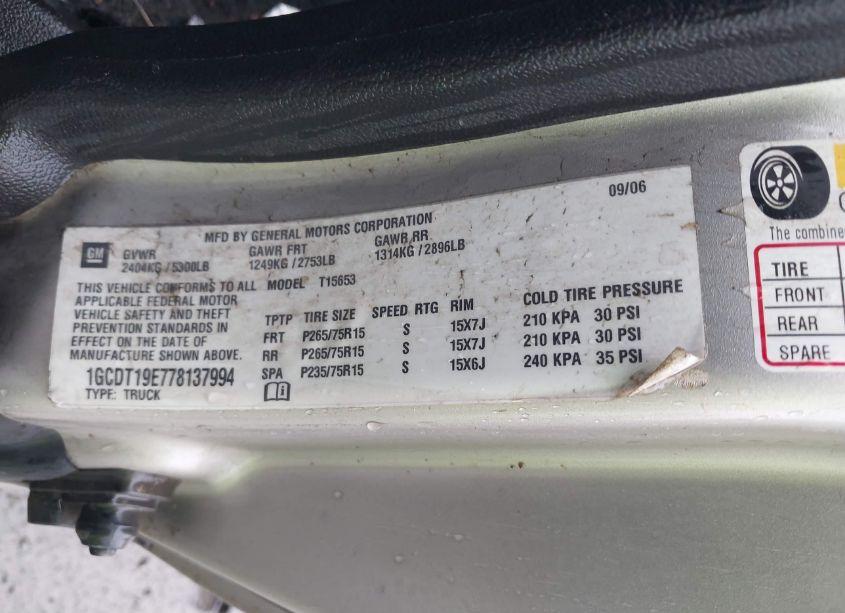 09/06
MFD BY GENERAL MOTORS CORPORATION
GM GVWR GAWR FRT GAWR RR
2404KG / 5300LB 1249KG / 2753LB 1314KG / 2896LB
THIS VEHICLE CONFORMS TO ALL MODEL T15653
APPLICABLE FEDERAL MOTOR
VEHICLE SAFETY AND THEFT
PREVENTION STANDARDS IN
EFFECT ON THE DATE OF
MANUFACTURE SHOWN ABOVE.
1GCDT19E778137994
TYPE: TRUCK
TPTP TIRE SIZE SPEED RTG RIM COLD TIRE PRESSURE
FRT P265/75R15 S 15X7J 210 KPA 30 PSI
RR P265/75R15 S 15X7J 210 KPA 30 PSI
SPA P235/75R15 S 15X6J 240 KPA 35 PSI
The combine
TIRE
FRONT
REAR
SPARE